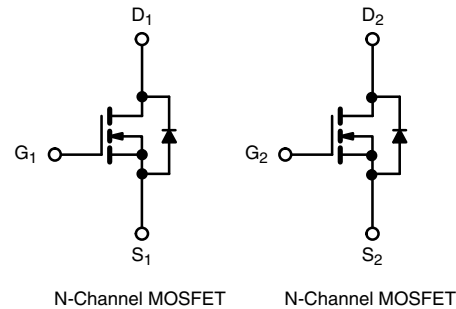 D1 D2
G1 G2
S1 S2
N-Channel MOSFET N-Channel MOSFET